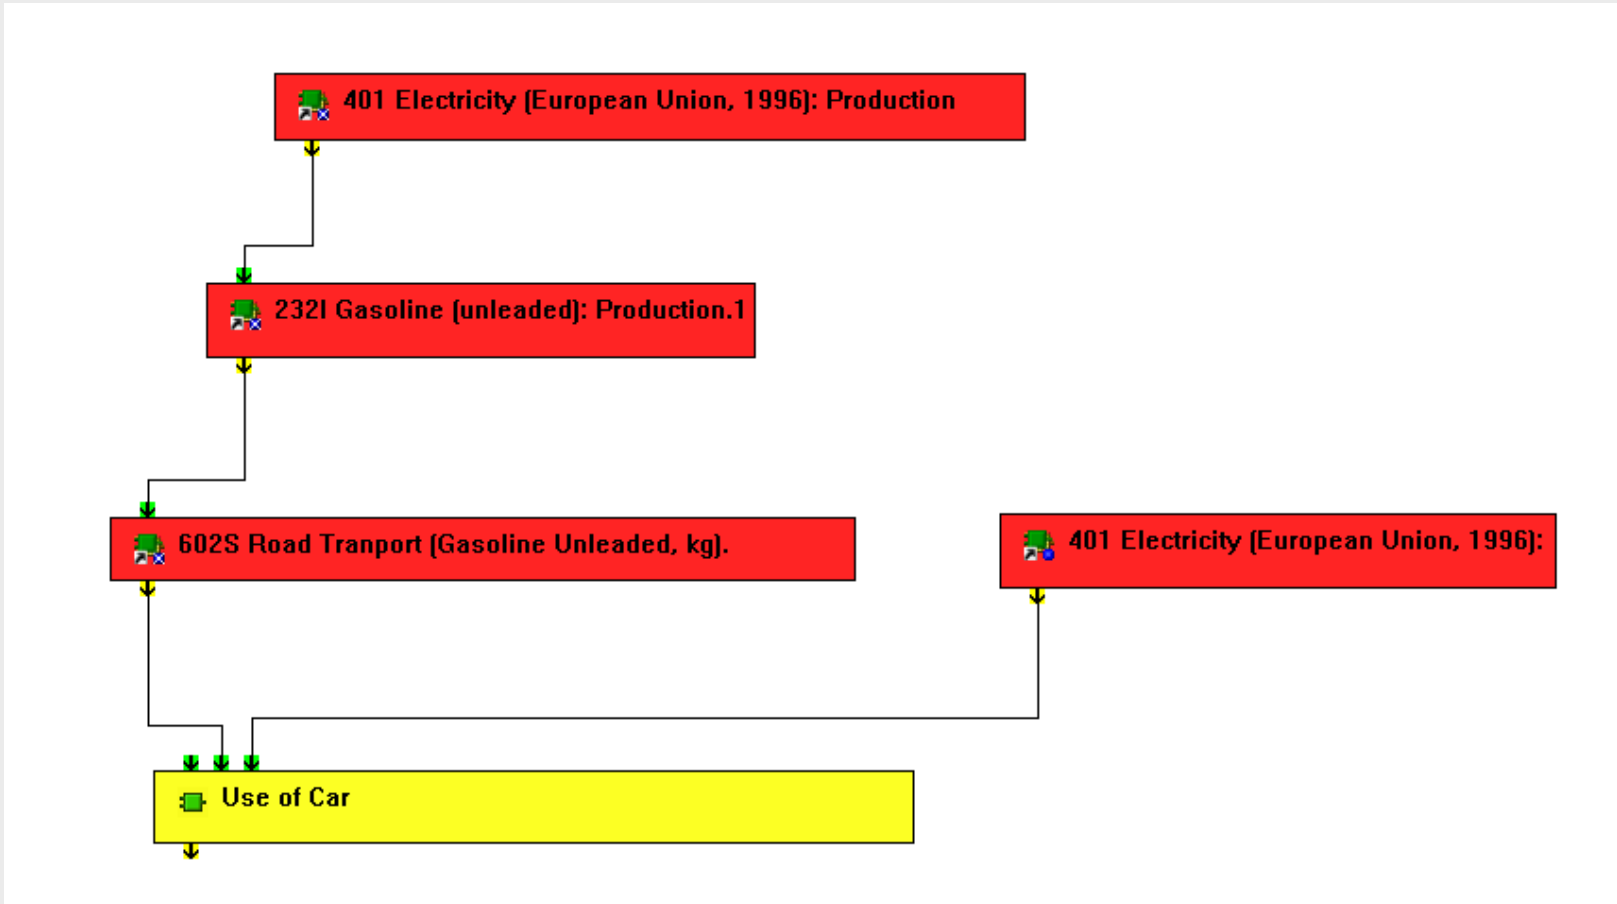 401 Electricity (European Union, 1996): Production
232I Gasoline (unleaded): Production.1
602S Road Tranport (Gasoline Unleaded, kg).
401 Electricity (European Union, 1996):
Use of Car